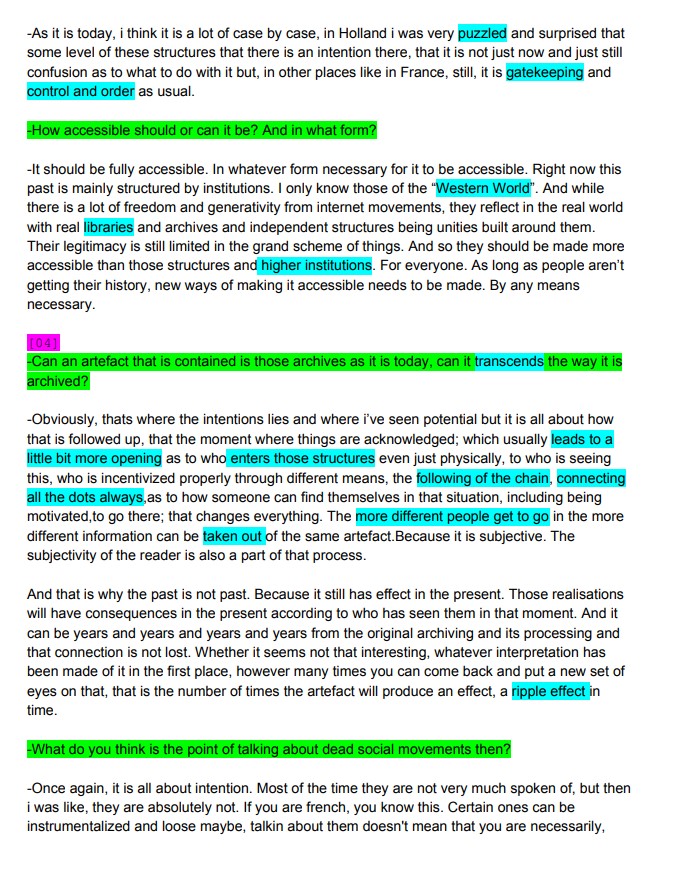 -As it is today, i think it is a lot of case by case, in Holland i was very puzzled and surprised that
some level of these structures that there is an intention there, that it is not just now and just still
confusion as to what to do with it but, in other places like in France, still, it is gatekeeping and
control and order as usual.
-How accessible should or can it be? And in what form?
-It should be fully accessible. In whatever form necessary for it to be accessible. Right now this
past is mainly structured by institutions. I only know those of the “Western World”. And while
there is a lot of freedom and generativity from internet movements, they reflect in the real world
with real libraries and archives and independent structures being unities built around them.
Their legitimacy is still limited in the grand scheme of things. And so they should be made more
accessible than those structures and higher institutions. For everyone. As long as people aren’t
getting their history, new ways of making it accessible needs to be made. By any means
necessary.
[04]
-Can an artefact that is contained is those archives as it is today, can it transcends the way it is
archived?
-Obviously, thats where the intentions lies and where i’ve seen potential but it is all about how
that is followed up, that the moment where things are acknowledged; which usually leads to a
little bit more opening as to who enters those structures even just physically, to who is seeing
this, who is incentivized properly through different means, the following of the chain, connecting
all the dots always,as to how someone can find themselves in that situation, including being
motivated,to go there; that changes everything. The more different people get to go in the more
different information can be taken out of the same artefact.Because it is subjective. The
subjectivity of the reader is also a part of that process.
And that is why the past is not past. Because it still has effect in the present. Those realisations
will have consequences in the present according to who has seen them in that moment. And it
can be years and years and years and years from the original archiving and its processing and
that connection is not lost. Whether it seems not that interesting, whatever interpretation has
been made of it in the first place, however many times you can come back and put a new set of
eyes on that, that is the number of times the artefact will produce an effect, a ripple effect in
time.
-What do you think is the point of talking about dead social movements then?
-Once again, it is all about intention. Most of the time they are not very much spoken of, but then
i was like, they are absolutely not. If you are french, you know this. Certain ones can be
instrumentalized and loose maybe, talkin about them doesn't mean that you are necessarily,